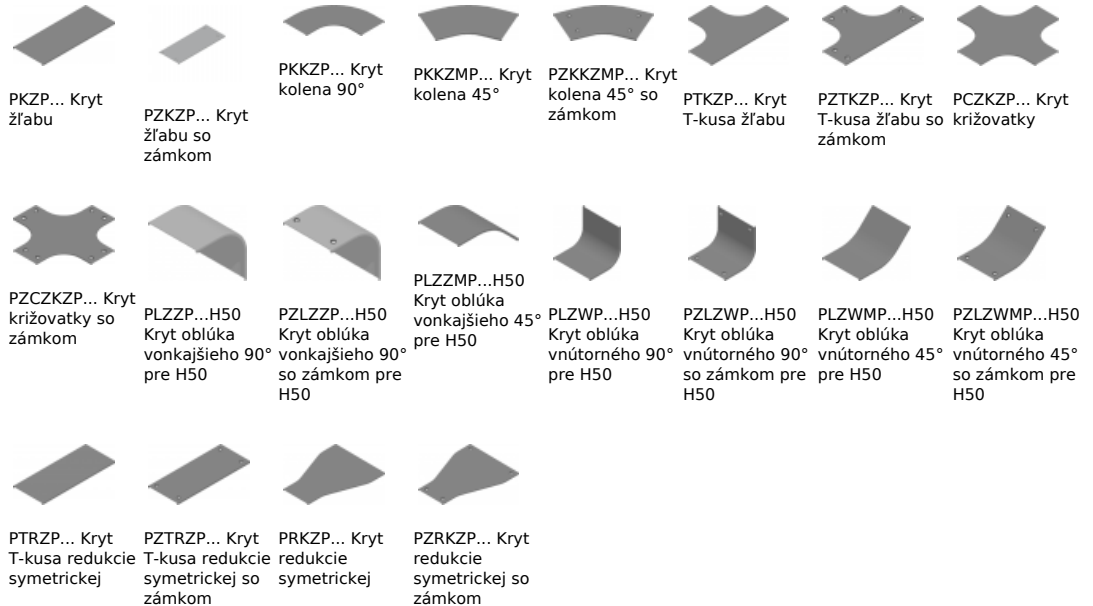 PKZP... Kryt
žľabu
PZKZP... Kryt
žľabu so
zámkom
PKKZP... Kryt
kolena 90°
PKKZMP... Kryt
kolena 45°
PZKKZMP... Kryt
kolena 45° so
zámkom
PTKZP... Kryt
T-kusa žľabu
PZTKZP... Kryt
T-kusa žľabu so
zámkom
PCZKZP... Kryt
križovatky
PZCZKZP... Kryt
križovatky so
zámkom
PLZZP...H50
Kryt oblúka
vonkajšieho 90°
pre H50
PZLZZP...H50
Kryt oblúka
vonkajšieho 90°
so zámkom pre
H50
PLZZMP...H50
Kryt oblúka
vonkajšieho 45°
pre H50
PLZWP...H50
Kryt oblúka
vnútorného 90°
pre H50
PZLZWP...H50
Kryt oblúka
vnútorného 90°
so zámkom pre
H50
PLZWMP...H50
Kryt oblúka
vnútorného 45°
pre H50
PZLZWMP...H50
Kryt oblúka
vnútorného 45°
so zámkom pre
H50
PTRZP... Kryt
T-kusa redukcie
symetrickej
PZTRZP... Kryt
T-kusa redukcie
symetrickej so
zámkom
PRKZP... Kryt
redukcie
symetrickej
PZRKZP... Kryt
redukcie
symetrickej so
zámkom